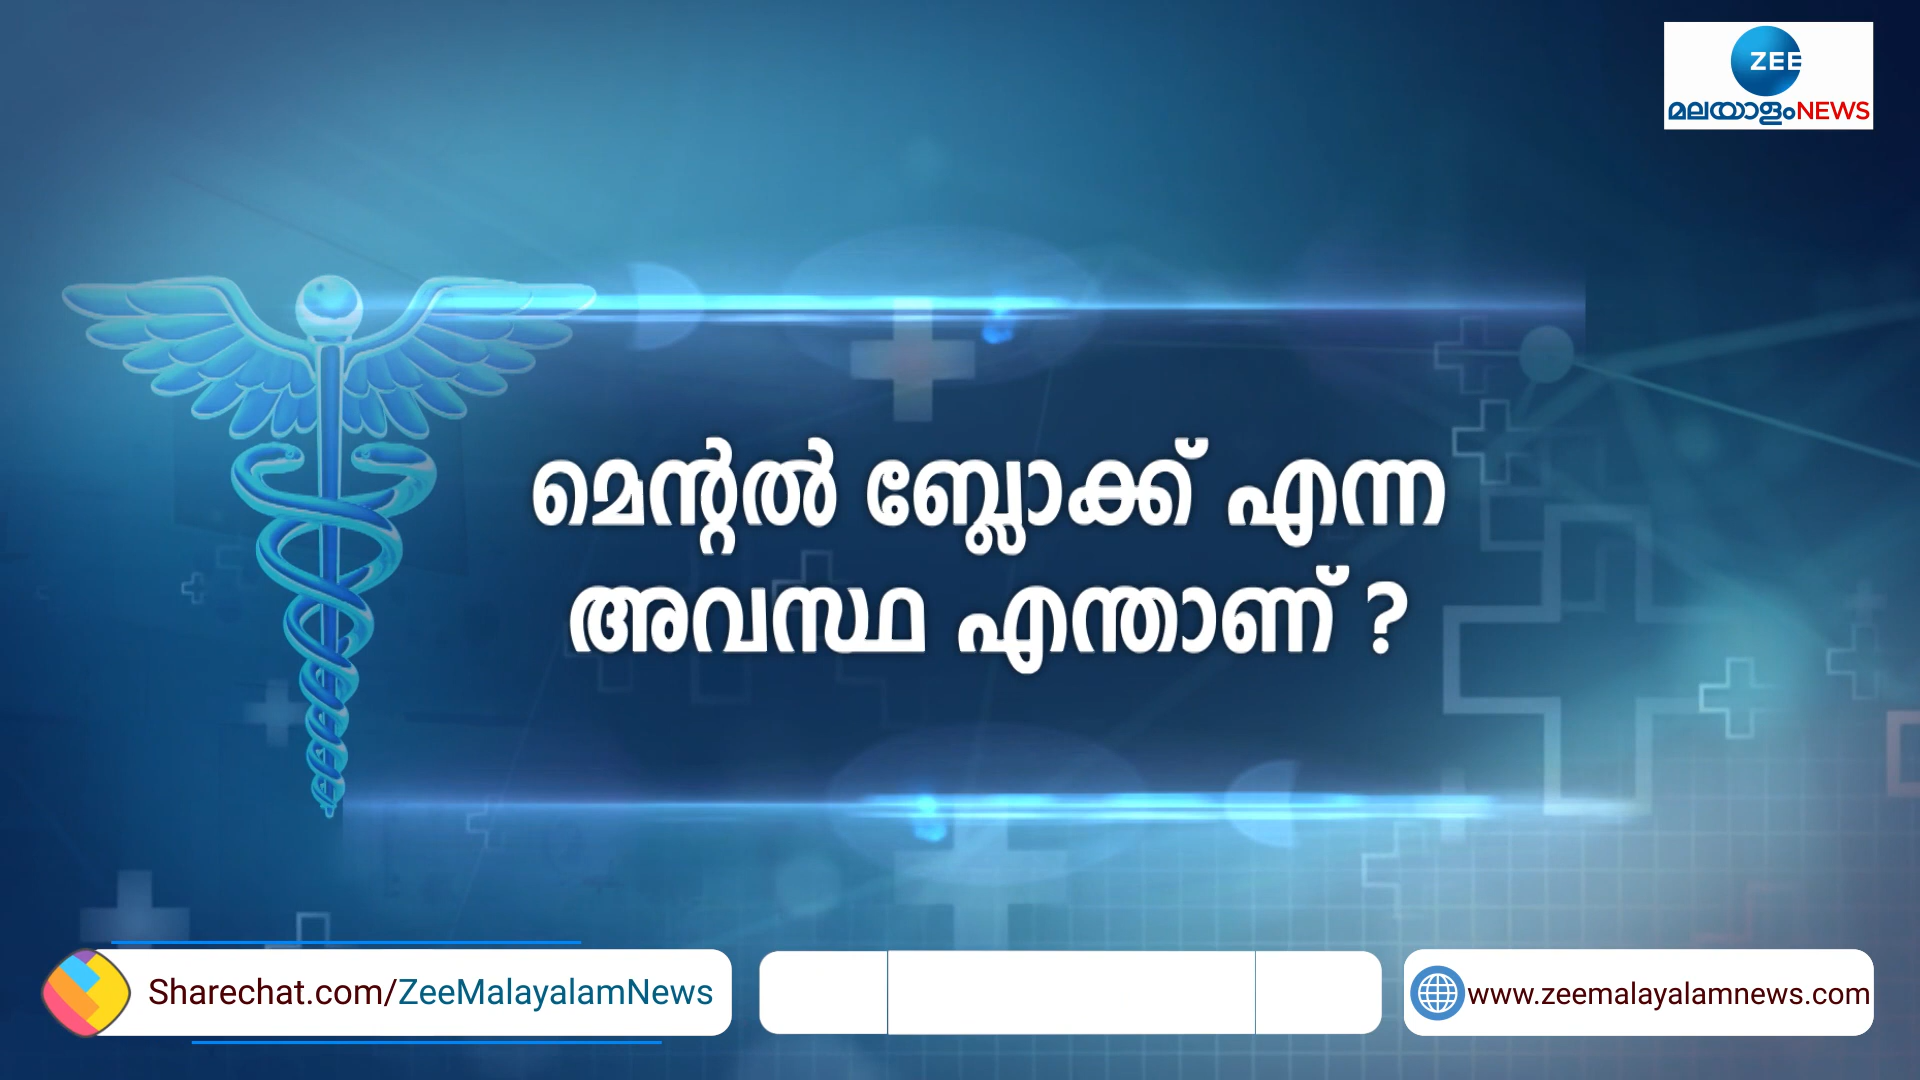 ZEE
മലയാളംNEWS
മെന്റൽ ബ്ലോക്ക് എന്ന
അവസ്ഥ എന്താണ് ?
Sharechat.com/ZeeMalayalamNews
www.zeemalayalamnews.com